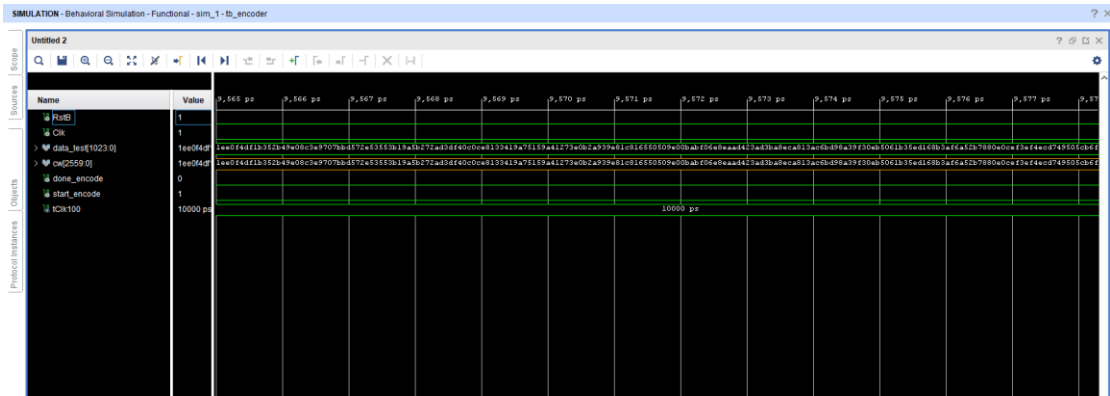 SIMULATION - Behavioral Simulation - Functional - sim_1 - tb_encoder
Untitled 2
Scope
Sources
Objects
Protocol Instances
Name Value
9,565 ps 9,566 ps 9,567 ps 9,568 ps 9,569 ps 9,570 ps 9,571 ps 9,572 ps 9,573 ps 9,574 ps 9,575 ps 9,576 ps 9,577 ps 9,57
RstB 1
Clk 1
data_test[1023:0] 1ee0f4df
cw[2559:0] 1ee0f4df
done_encode 0
start_encode 1
tClk100 10000 ps 10000 ps